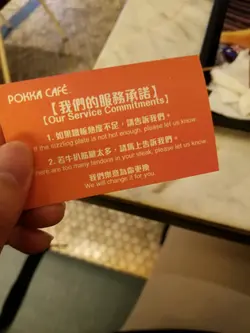 POKKA CAFÉ
【我們的服務承諾】
【Our Service Commitments】
1. 如果鐵板熱度不足，請告訴我們。
If the sizzling plate is not hot enough, please let us know.
2. 若牛扒筋腱太多，請馬上告訴我們。
there are too many tendons in your steak, please let us know.
我們樂意為你更換
We will change it for you